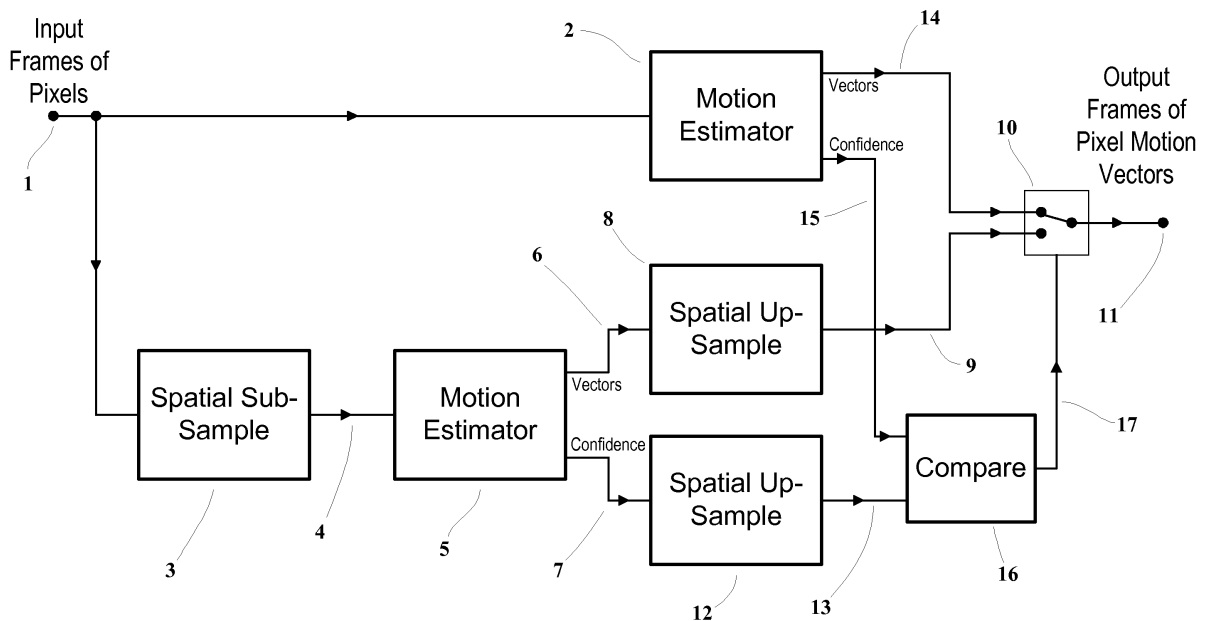 Input
Frames of
Pixels
1
2
Motion
Estimator
Vectors
Confidence
14
15
10
Output
Frames of
Pixel Motion
Vectors
11
8
6
Spatial Up-
Sample
9
Spatial Sub-
Sample
3
4
Motion
Estimator
Vectors
Confidence
5
7
Spatial Up-
Sample
12
13
Compare
16
17